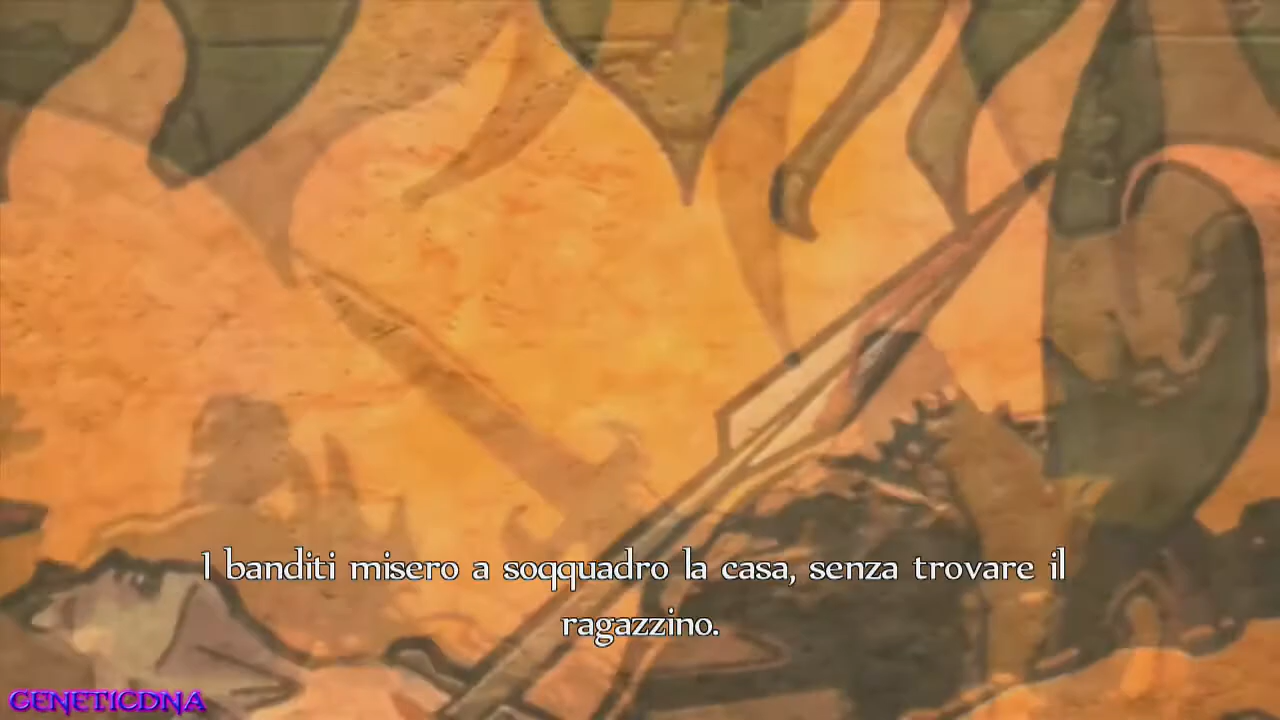 I banditi misero a soqquadro la casa, senza trovare il
ragazzino.
GENETICDNA